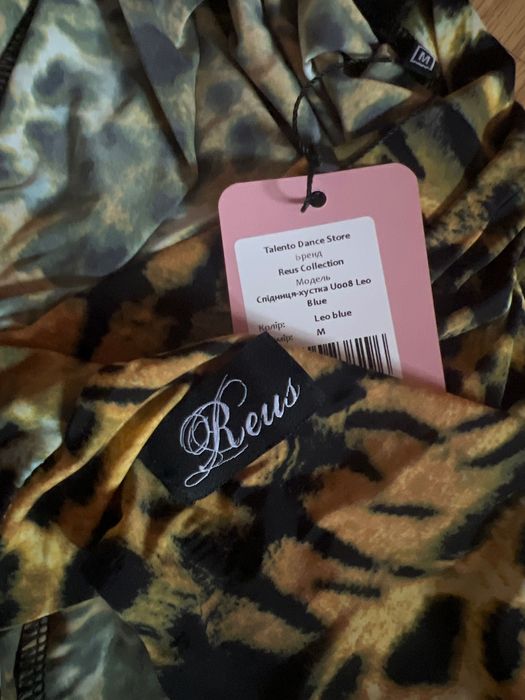 M
Talento Dance Store
Бренд
Reus Collection
Модель
Спідниця-хустка U008 Leo
Blue
Колір:
Leo blue
M
Reus